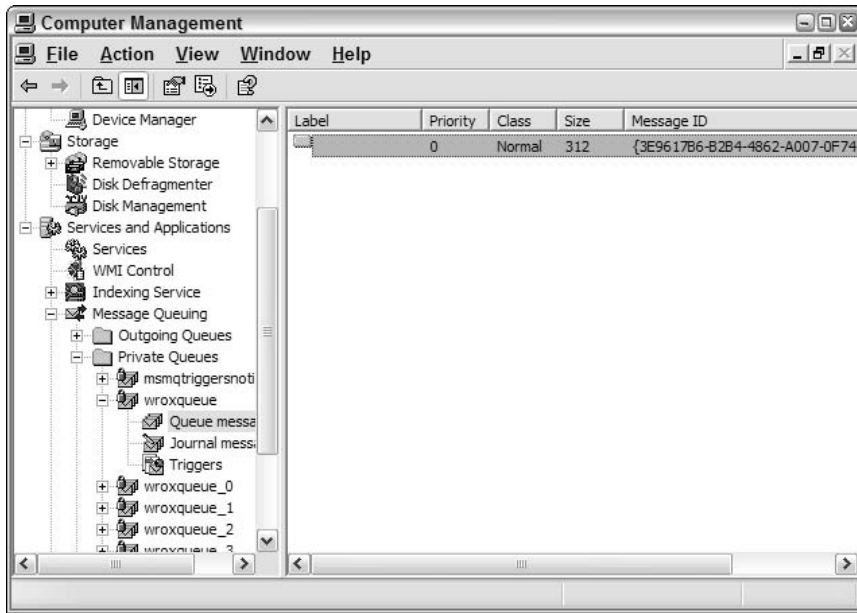 Computer Management
File Action View Window Help
Device Manager
Storage
Removable Storage
Disk Defragmenter
Disk Management
Services and Applications
Services
WMI Control
Indexing Service
Message Queuing
Outgoing Queues
Private Queues
msmqtriggersnoti
wroxqueue
Queue messa
Journal messa
Triggers
wroxqueue_0
wroxqueue_1
wroxqueue_2
wroxqueue_3
Label Priority Class Size Message ID
0 Normal 312 {3E9617B6-B2B4-4862-A007-0F74